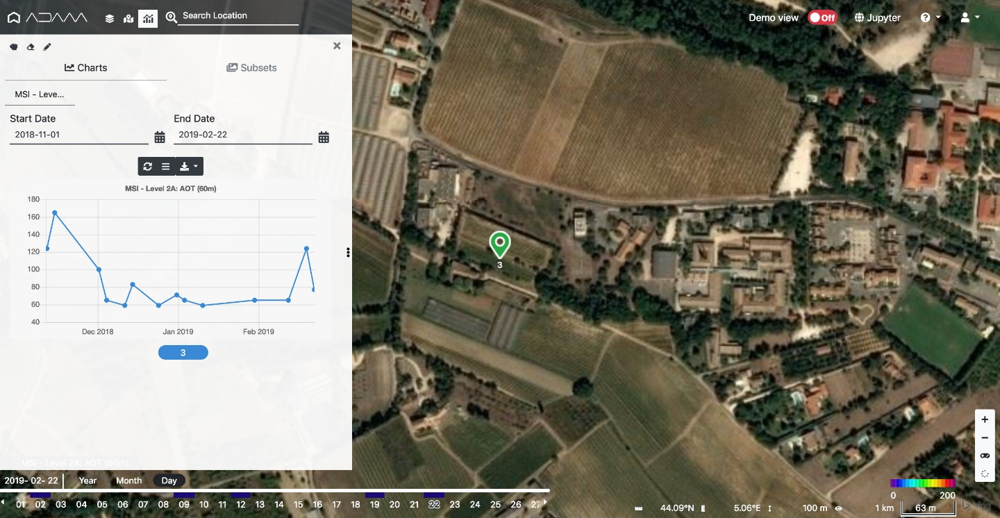 ADAM
Search Location
Demo view Off Jupyter
Charts Subsets
MSI - Leve...
Start Date End Date
2018-11-01 2019-02-22
MSI - Level 2A: AOT (60m)
180
160
140
120
100
80
60
40
Dec 2018 Jan 2019 Feb 2019
3
3
MSI - Level 2A: AOT (60m)
2019- 02- 22 Year Month Day
01 02 03 04 05 06 07 08 09 10 11 12 13 14 15 16 17 18 19 20 21 22 23 24 25 26 27
0 200
44.09°N 5.06°E 100 m 1 km 63 m